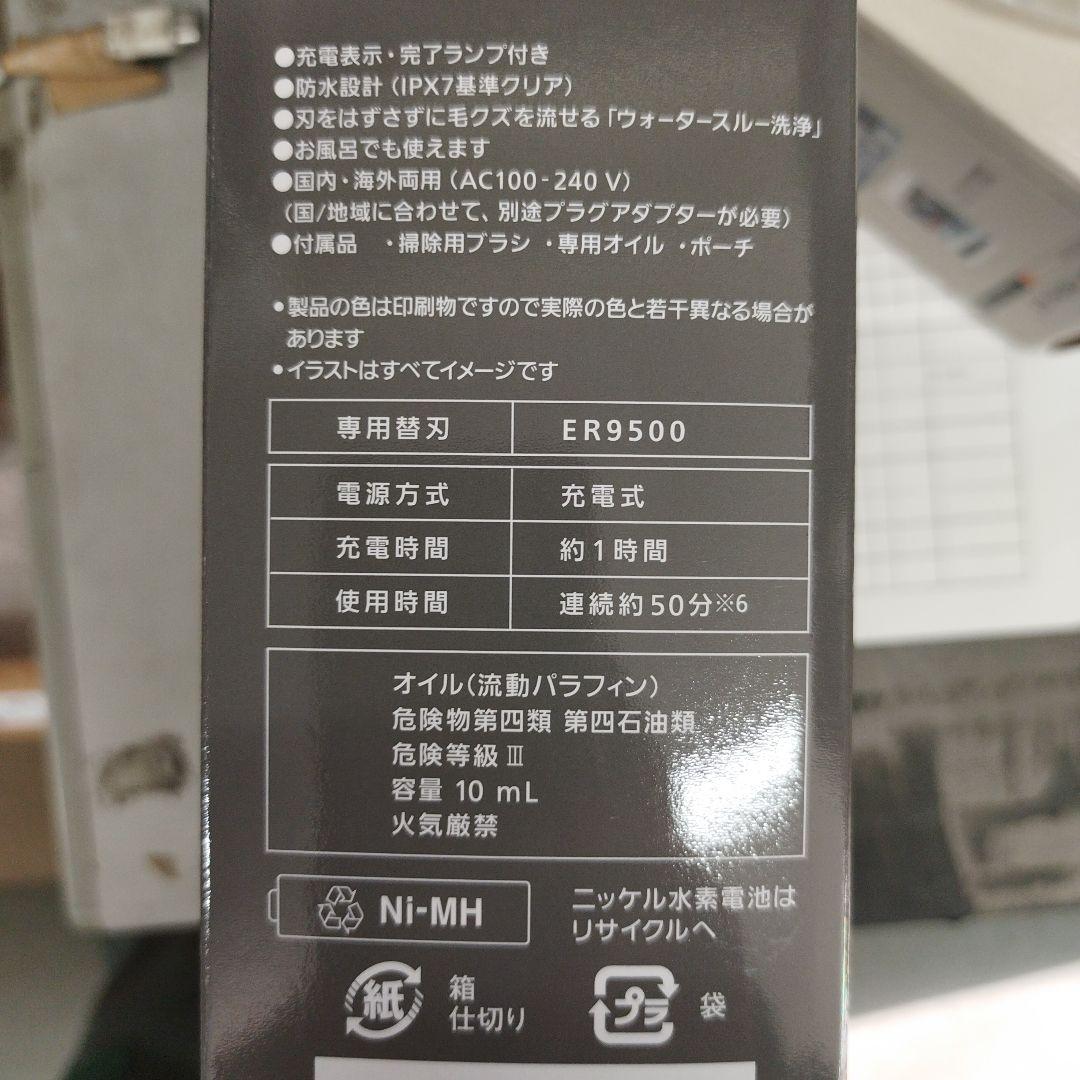 ●充電表示・完了ランプ付き
●防水設計（IPX7基準クリア）
●刃をはずさずに毛クズを流せる「ウォータースルー洗浄」
●お風呂でも使えます
●国内・海外両用（AC100-240 V）
（国/地域に合わせて、別途プラグアダプターが必要）
●付属品 ・掃除用ブラシ ・専用オイル ・ポーチ
•製品の色は印刷物ですので実際の色と若干異なる場合が
あります
•イラストはすべてイメージです
専用替刃 ER9500
電源方式 充電式
充電時間 約1時間
使用時間 連続約50分※6
オイル（流動パラフィン）
危険物第四類 第四石油類
危険等級Ⅲ
容量 10 mL
火気厳禁
Ni-MH
ニッケル水素電池は
リサイクルへ
紙 箱
仕切り
プラ 袋